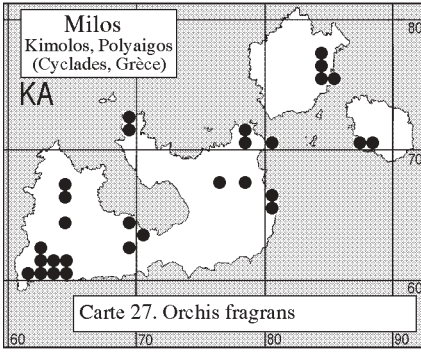 Milos
Kimolos, Polyaigos
(Cyclades, Grèce)
KA
80
70
60
Carte 27. Orchis fragrans
60 70 80 90